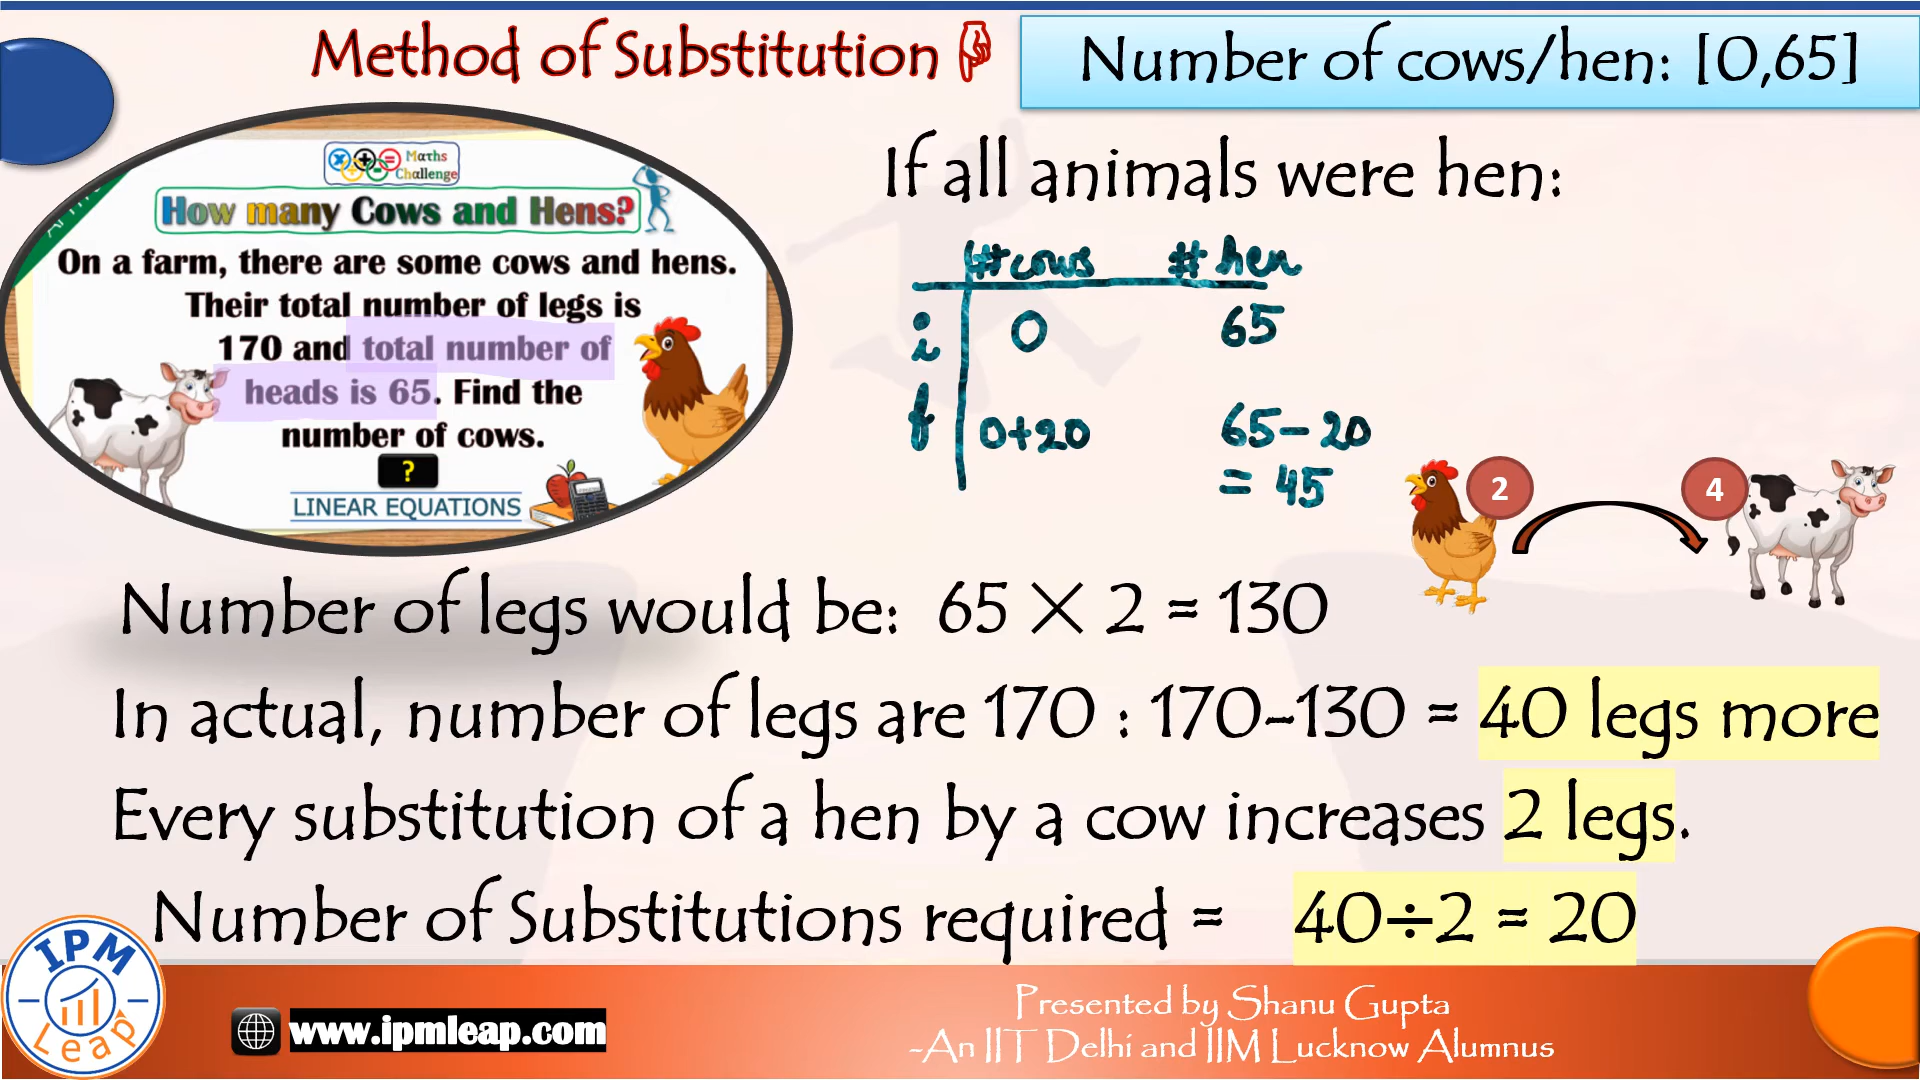 Method of Substitution
Number of cows/hen: [0,65]
Maths
Challenge
How many Cows and Hens?
On a farm, there are some cows and hens.
Their total number of legs is
170 and total number of
heads is 65. Find the
number of cows.
?
LINEAR EQUATIONS
If all animals were hen:
#cows #hen
i 0 65
f 0+20 65-20
= 45
2 4
Number of legs would be: 65 × 2 = 130
In actual, number of legs are 170 : 170-130 = 40 legs more
Every substitution of a hen by a cow increases 2 legs.
Number of Substitutions required = 40÷2 = 20
IPM
Leap
www.ipmleap.com
Presented by Shanu Gupta
-An IIT Delhi and IIM Lucknow Alumnus